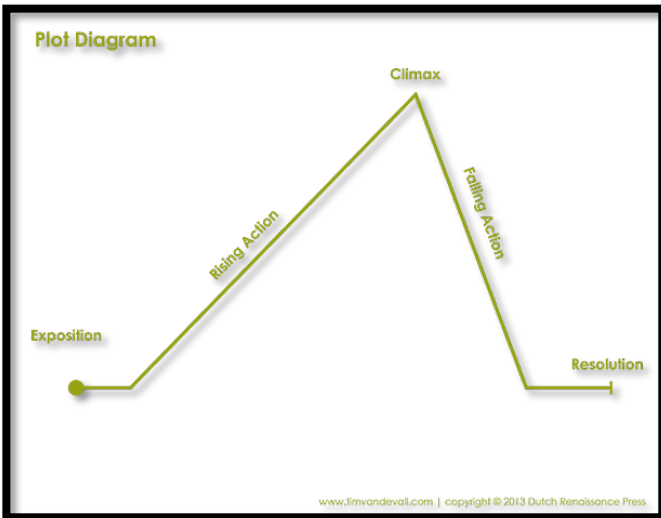 Plot Diagram
Climax
Rising Action
Falling Action
Exposition
Resolution
www.timvandevall.com | copyright © 2013 Dutch Renaissance Press